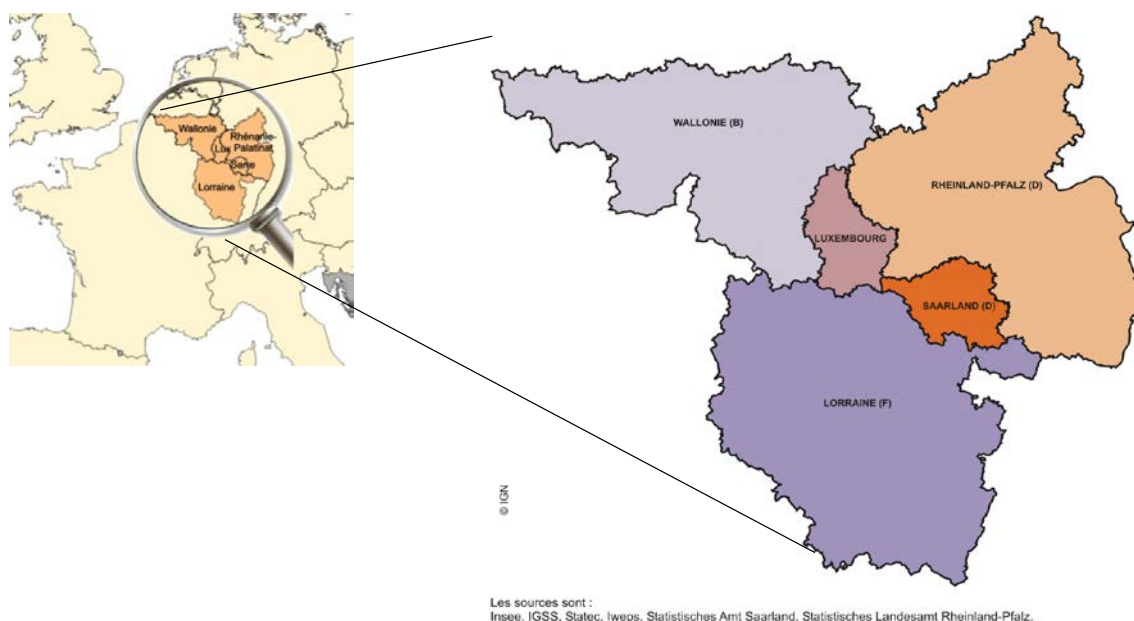 Wallonie
Lux
Rhénanie-
Palatinat
Sarre
Lorraine
WALLONIE (B)
RHEINLAND-PFALZ (D)
LUXEMBOURG
SAARLAND (D)
LORRAINE (F)
© IGN
Les sources sont :
Insee, IGSS, Statec, Iweps, Statistisches Amt Saarland, Statistisches Landesamt Rheinland-Pfalz.